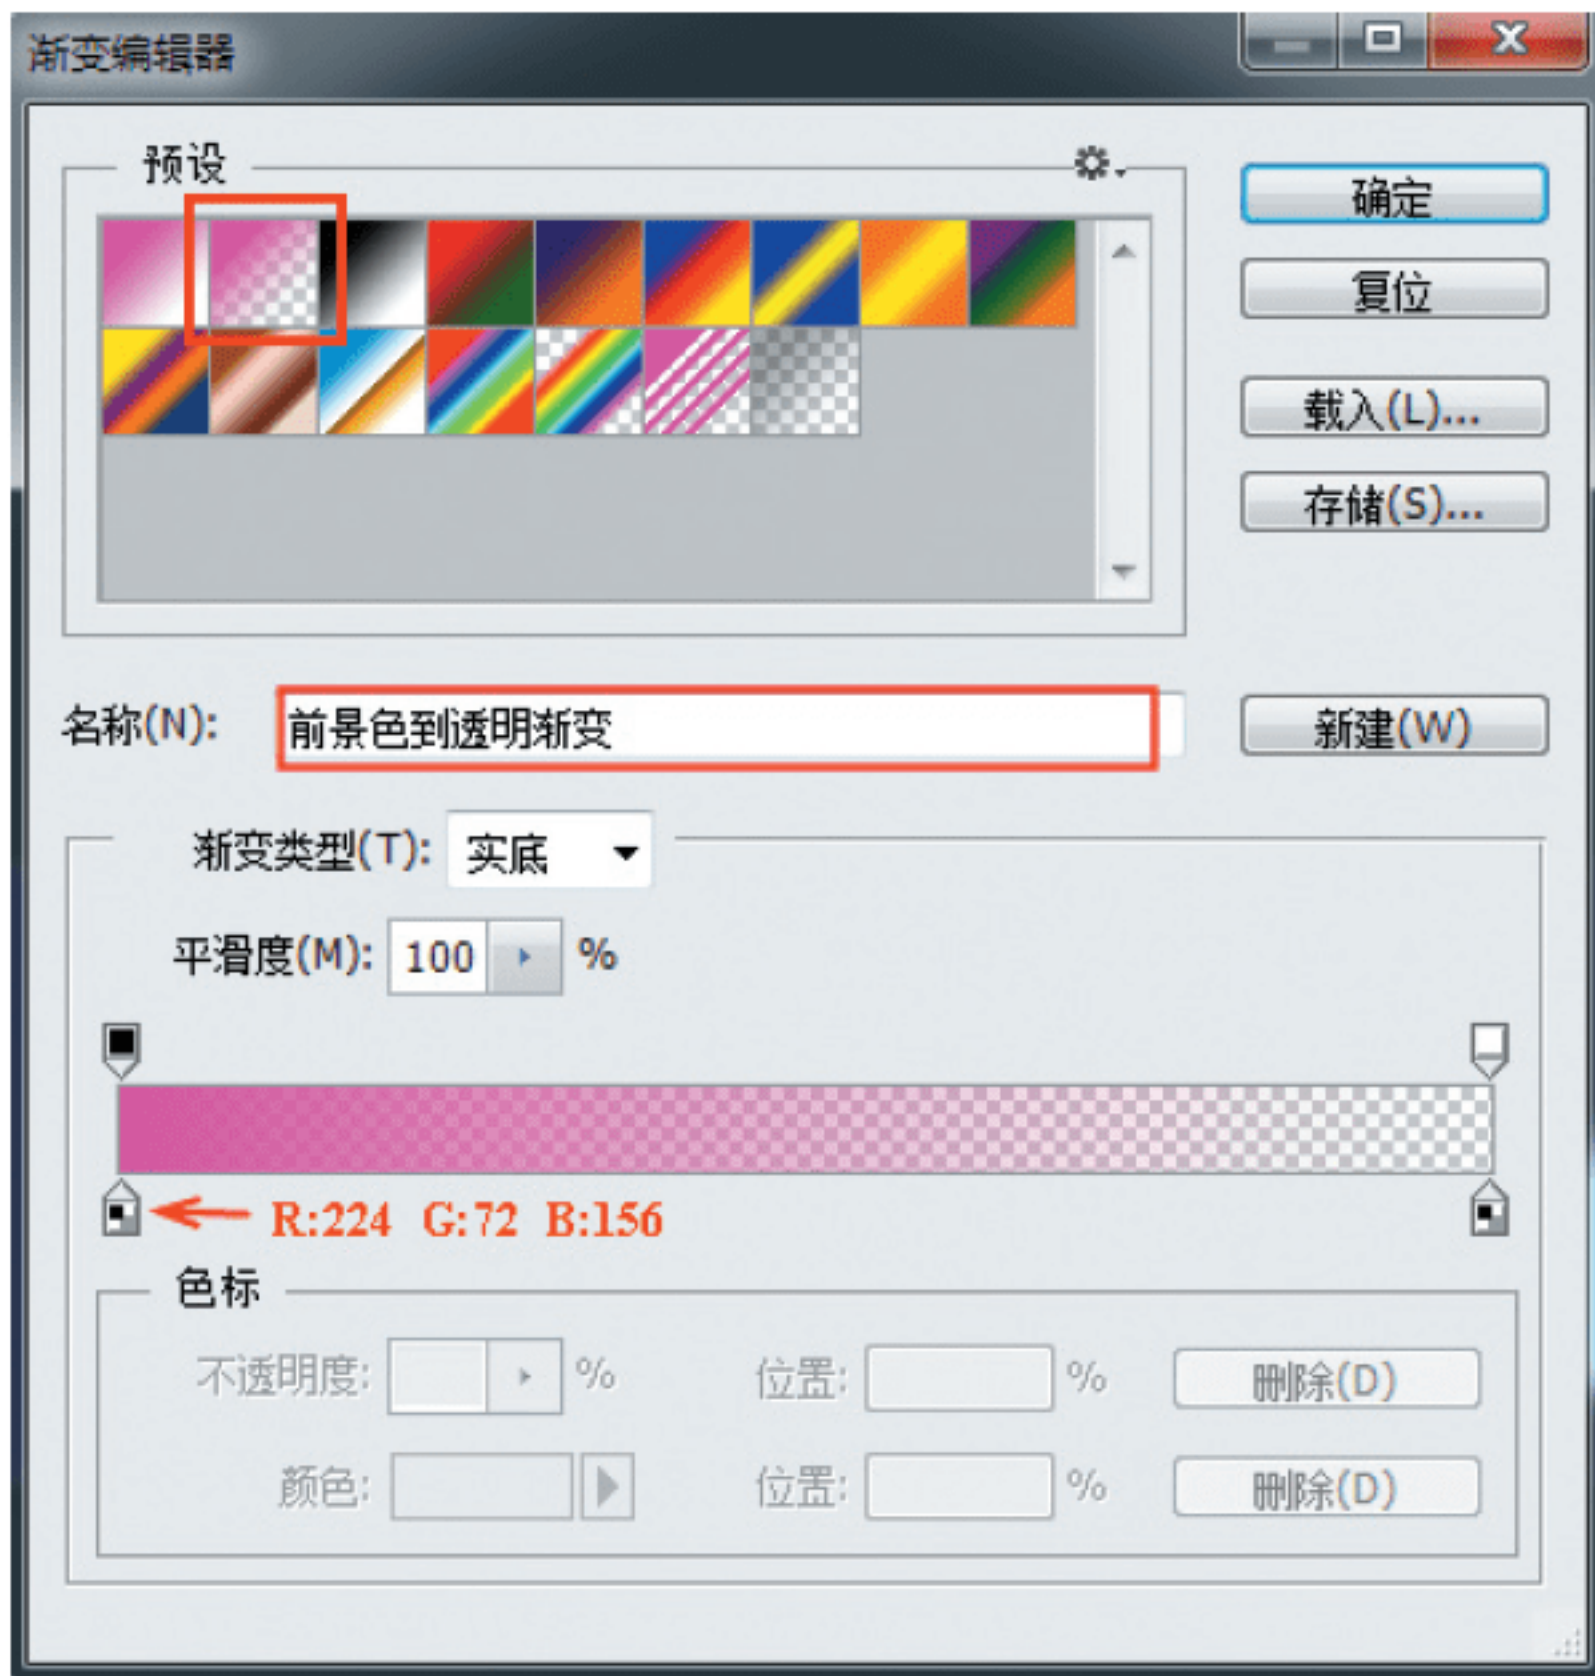 渐变编辑器
预设
确定
复位
载入(L)...
存储(S)...
名称(N): 前景色到透明渐变 新建(W)
渐变类型(T): 实底
平滑度(M): 100 %
R:224 G:72 B:156
色标
不透明度: % 位置: % 删除(D)
颜色: 位置: % 删除(D)